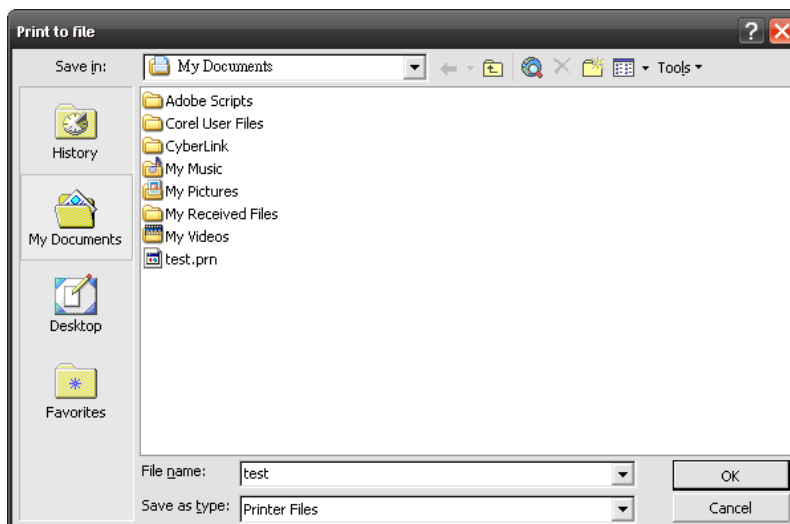 Print to file
Save in: My Documents Tools
Adobe Scripts
Corel User Files
CyberLink
My Music
My Pictures
My Received Files
My Videos
test.prn
History
My Documents
Desktop
Favorites
File name: test OK
Save as type: Printer Files Cancel